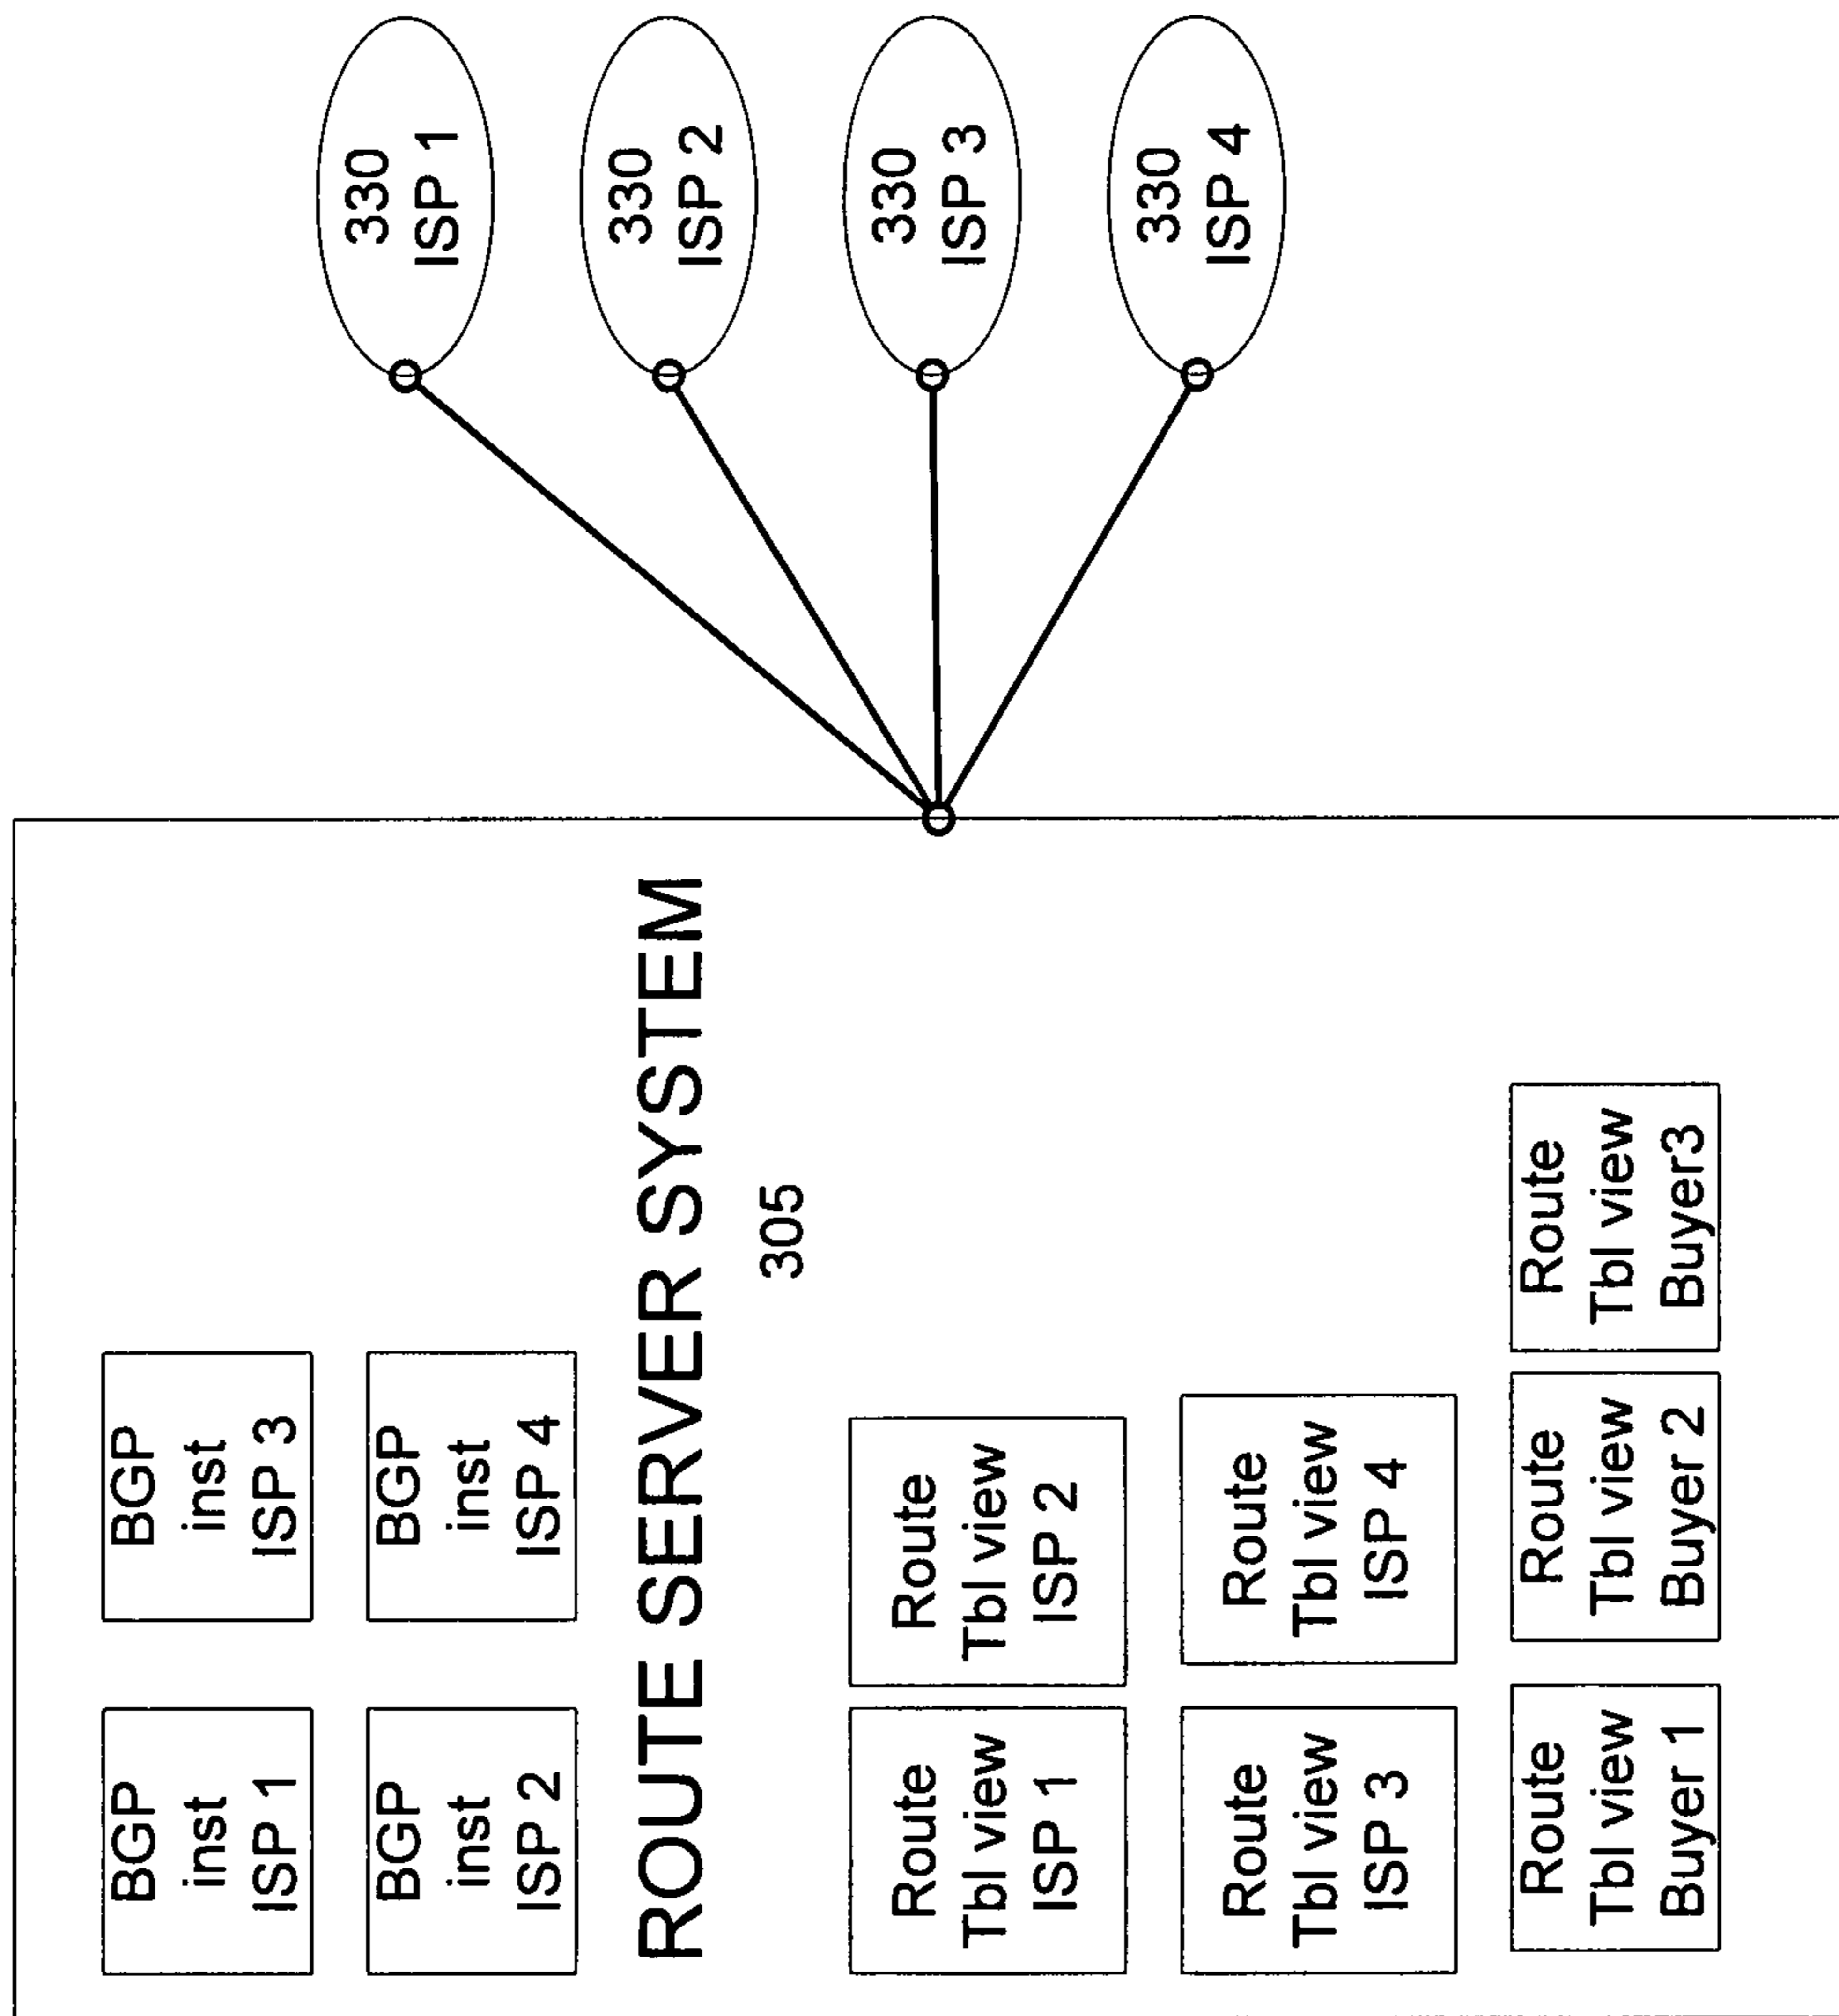 BGP
inst
ISP 1
BGP
inst
ISP 3
BGP
inst
ISP 2
BGP
inst
ISP 4
ROUTE SERVER SYSTEM
305
Route
Tbl view
ISP 1
Route
Tbl view
ISP 2
Route
Tbl view
ISP 3
Route
Tbl view
ISP 4
Route
Tbl view
Buyer 1
Route
Tbl view
Buyer 2
Route
Tbl view
Buyer3
330
ISP 1
330
ISP 2
330
ISP 3
330
ISP 4